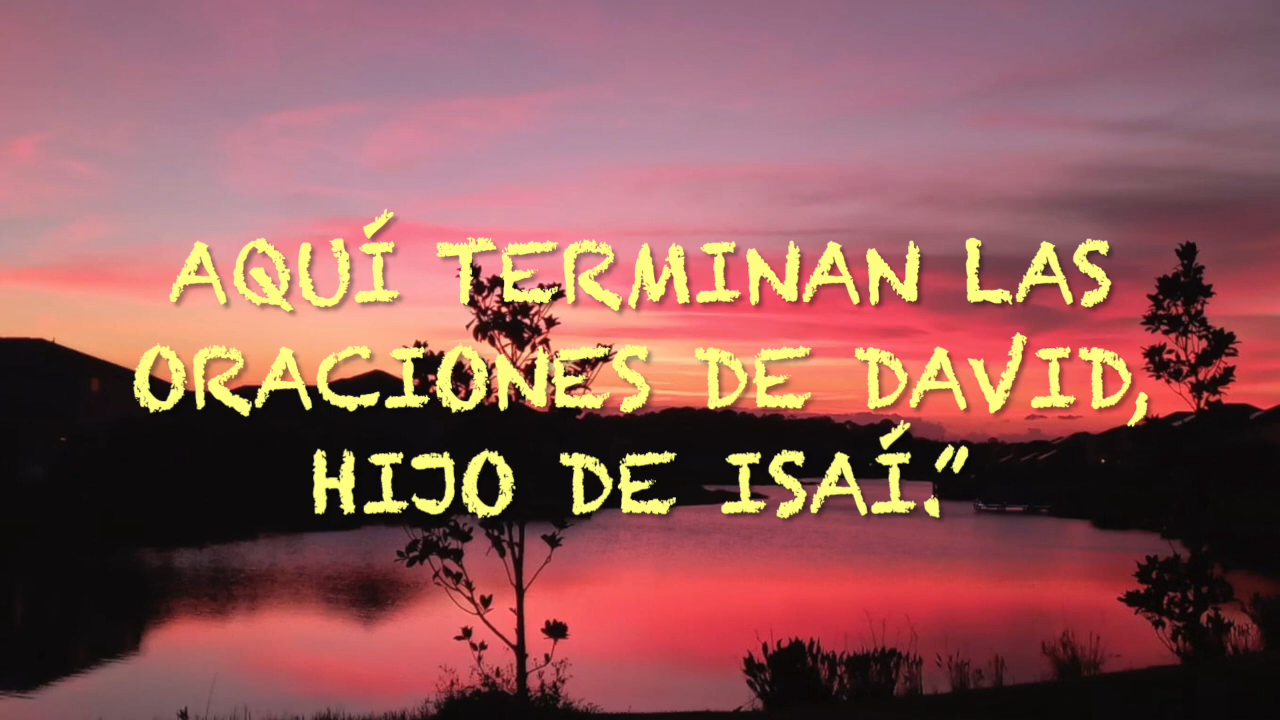 AQUÍ TERMINAN LAS
ORACIONES DE DAVID,
HIJO DE ISAÍ.”